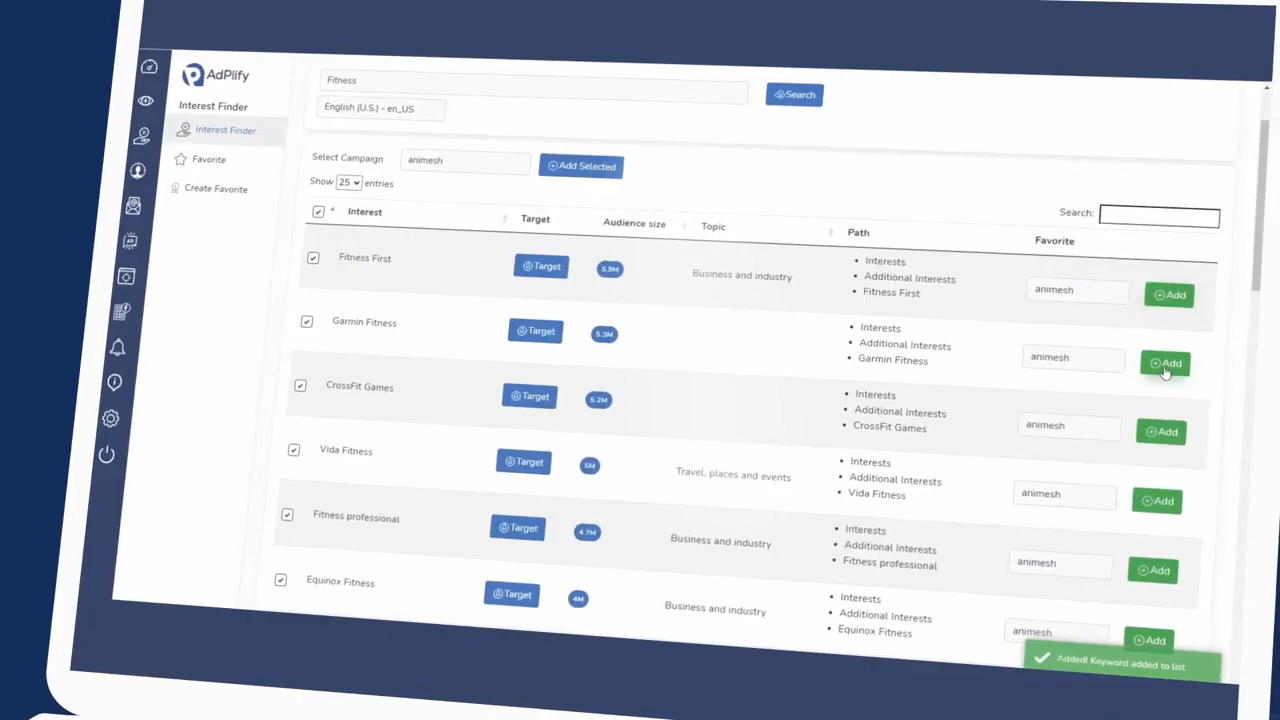 AdPlify
Interest Finder
Interest Finder
Favorite
Create Favorite
Fitness
Search
English (U.S.) - en_US
Select Campaign
animesh
Add Selected
Show 25 entries
Search:
Interest Target Audience size Topic Path Favorite
Fitness First Target 5.9M Business and industry
Interests
Additional Interests
Fitness First
animesh Add
Garmin Fitness Target 5.3M
Interests
Additional Interests
Garmin Fitness
animesh Add
CrossFit Games Target 5.2M
Interests
Additional Interests
CrossFit Games
animesh Add
Vida Fitness Target 5M Travel, places and events
Interests
Additional Interests
Vida Fitness
animesh Add
Fitness professional Target 4.7M Business and industry
Interests
Additional Interests
Fitness professional
animesh Add
Equinox Fitness Target 4M Business and industry
Interests
Additional Interests
Equinox Fitness
animesh Add
Added! Keyword added to list